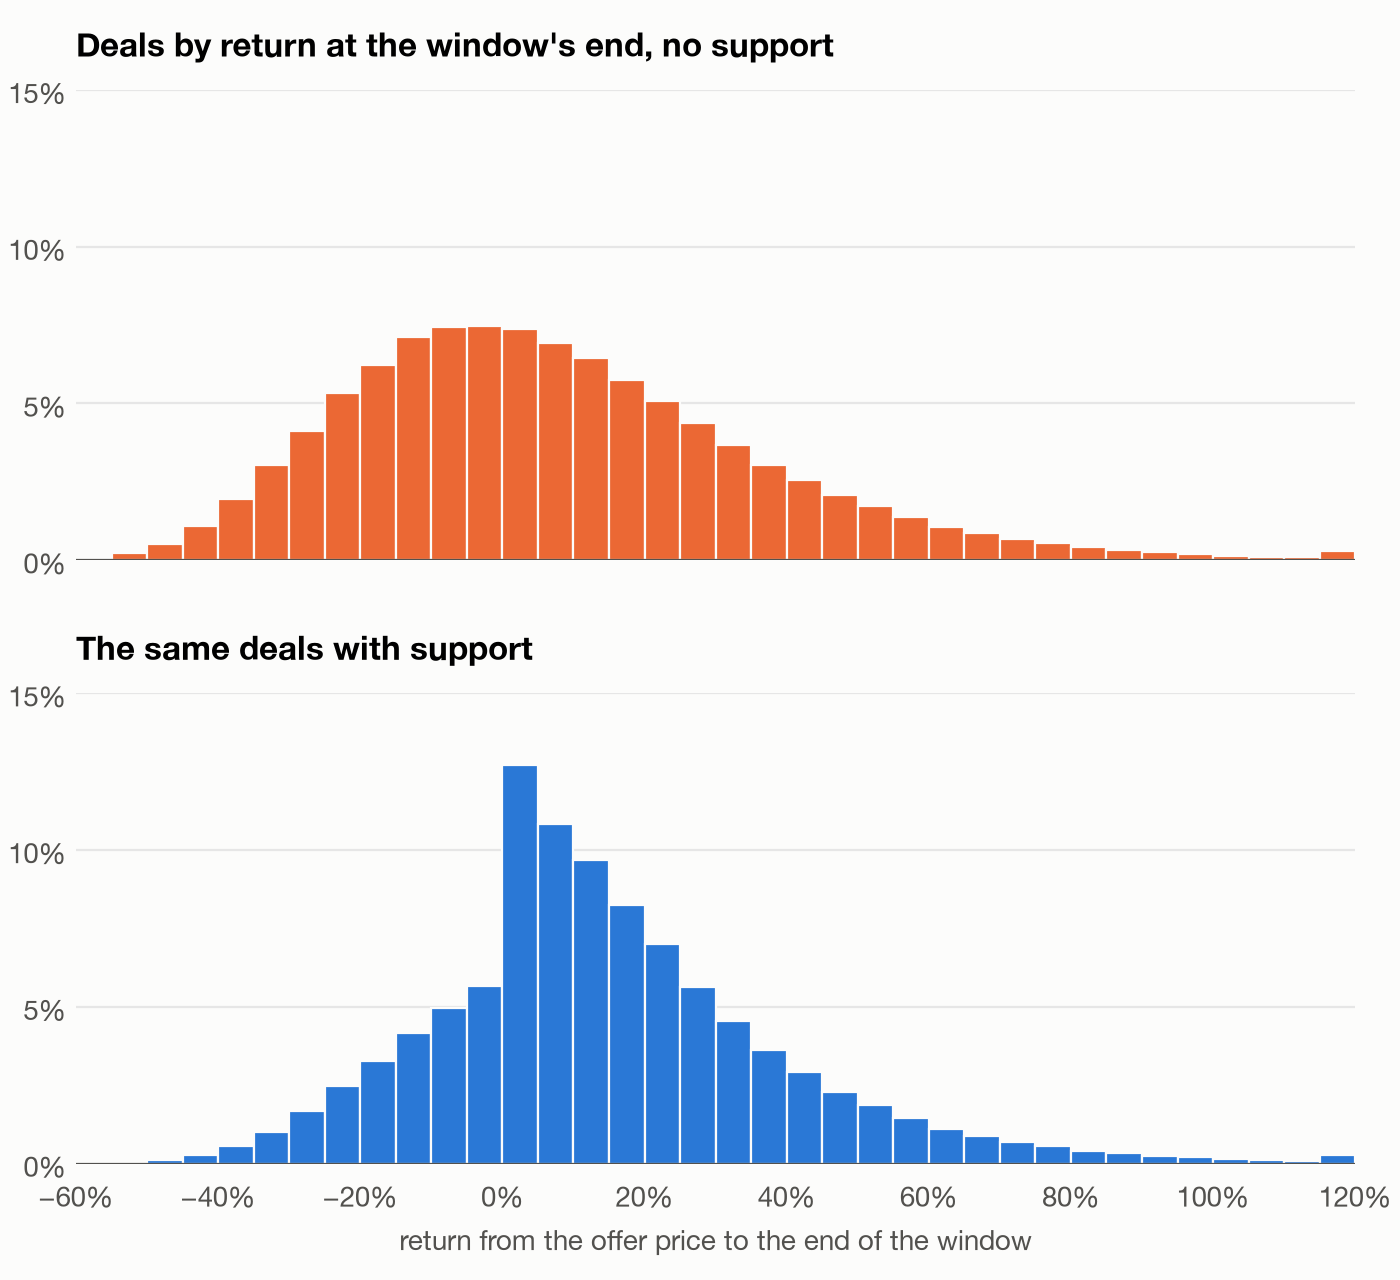 Deals by return at the window's end, no support
15%
10%
5%
0%
The same deals with support
15%
10%
5%
0%
−60% −40% −20% 0% 20% 40% 60% 80% 100% 120%
return from the offer price to the end of the window